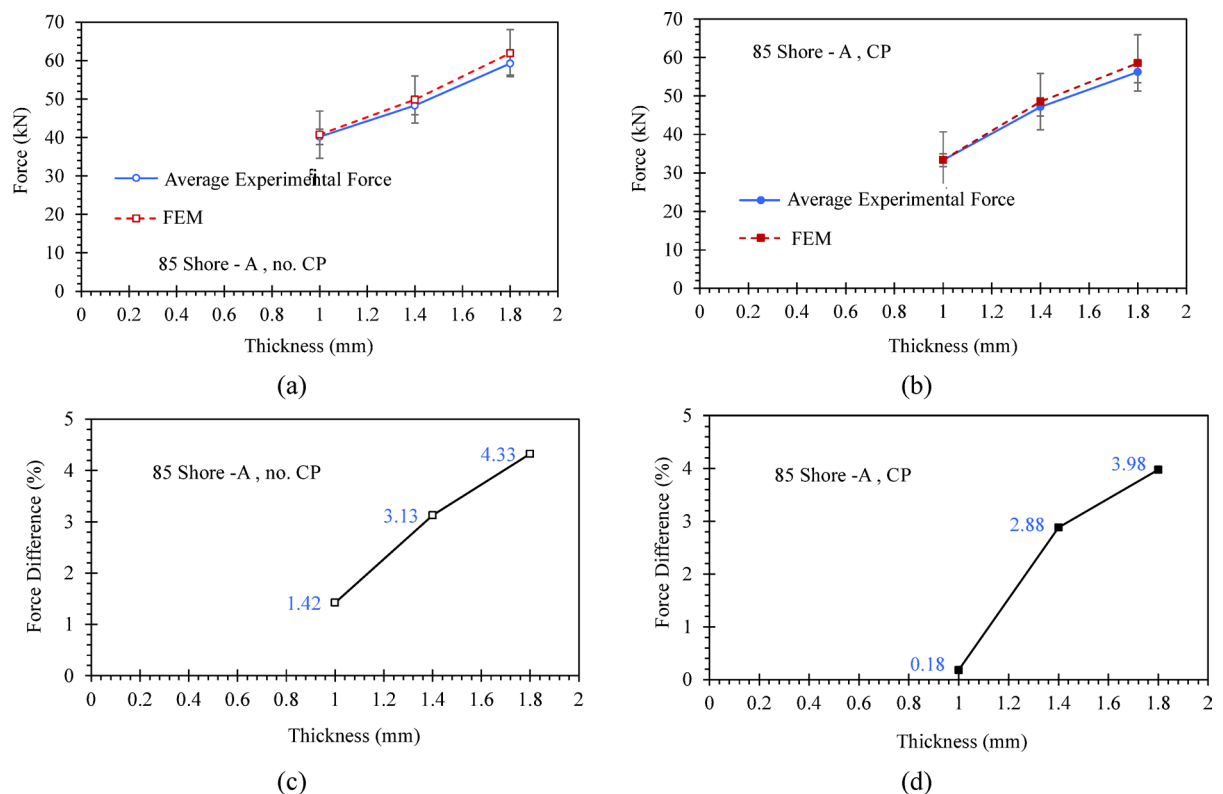 70
60
50
40
30
20
10
0
Force (kN)
Average Experimental Force
FEM
85 Shore - A , no. CP
0 0.2 0.4 0.6 0.8 1 1.2 1.4 1.6 1.8 2
Thickness (mm)
(a)
70
60
50
40
30
20
10
0
Force (kN)
85 Shore - A , CP
Average Experimental Force
FEM
0 0.2 0.4 0.6 0.8 1 1.2 1.4 1.6 1.8 2
Thickness (mm)
(b)
5
4
3
2
1
0
Force Difference (%)
85 Shore -A , no. CP
4.33
3.13
1.42
0 0.2 0.4 0.6 0.8 1 1.2 1.4 1.6 1.8 2
Thickness (mm)
(c)
5
4
3
2
1
0
Force Difference (%)
85 Shore -A , CP
3.98
2.88
0.18
0 0.2 0.4 0.6 0.8 1 1.2 1.4 1.6 1.8 2
Thickness (mm)
(d)